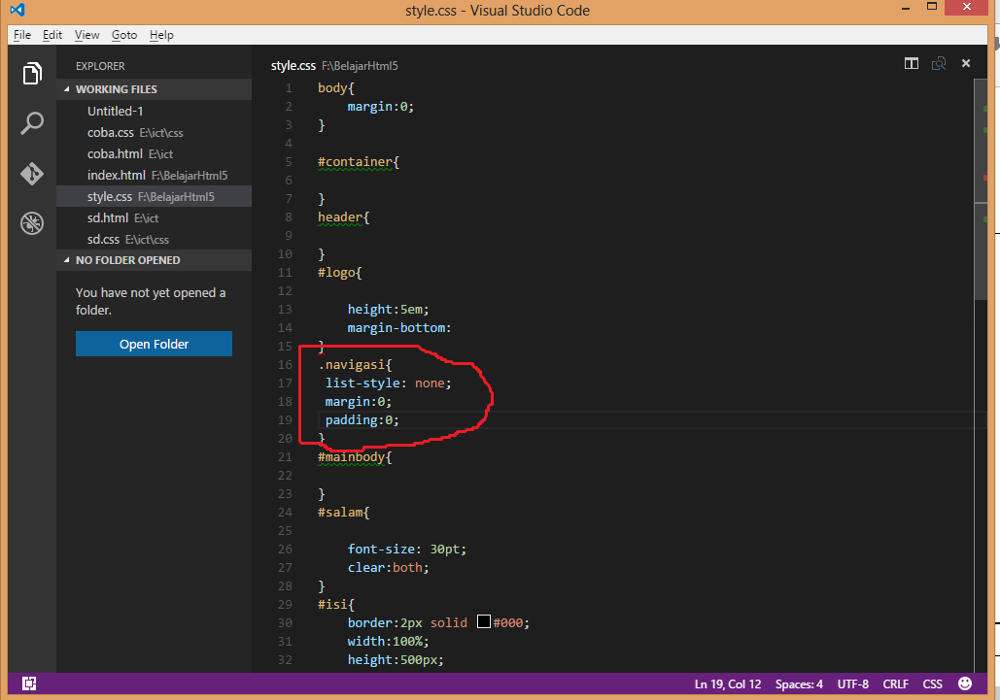 style.css - Visual Studio Code
File Edit View Goto Help
EXPLORER
WORKING FILES
Untitled-1
coba.css E:\ict\css
coba.html E:\ict
index.html F:\BelajarHtml5
style.css F:\BelajarHtml5
sd.html E:\ict
sd.css E:\ict\css
NO FOLDER OPENED
You have not yet opened a
folder.
Open Folder
style.css F:\BelajarHtml5
1 body{
2 margin:0;
3 }
4
5 #container{
6
7 }
8 header{
9
10 }
11 #logo{
12
13 height:5em;
14 margin-bottom:
15 }
16 .navigasi{
17 list-style: none;
18 margin:0;
19 padding:0;
20 }
21 #mainbody{
22
23 }
24 #salam{
25
26 font-size: 30pt;
27 clear:both;
28 }
29 #isi{
30 border:2px solid #000;
31 width:100%;
32 height:500px;
Ln 19, Col 12 Spaces: 4 UTF-8 CRLF CSS